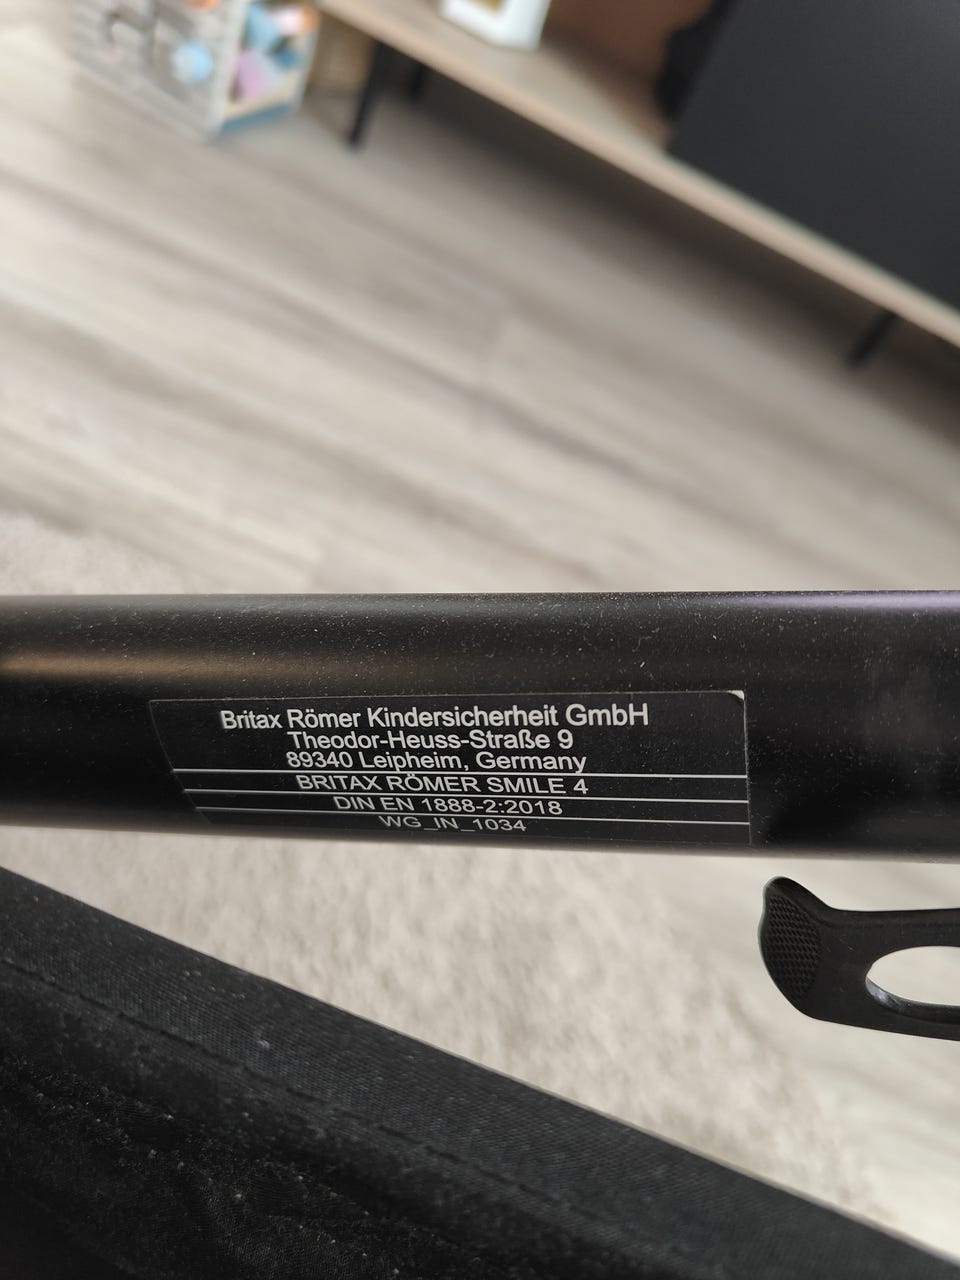 Britax Römer Kindersicherheit GmbH
Theodor-Heuss-Straße 9
89340 Leipheim, Germany
BRITAX RÖMER SMILE 4
DIN EN 1888-2:2018
WG_IN_1034